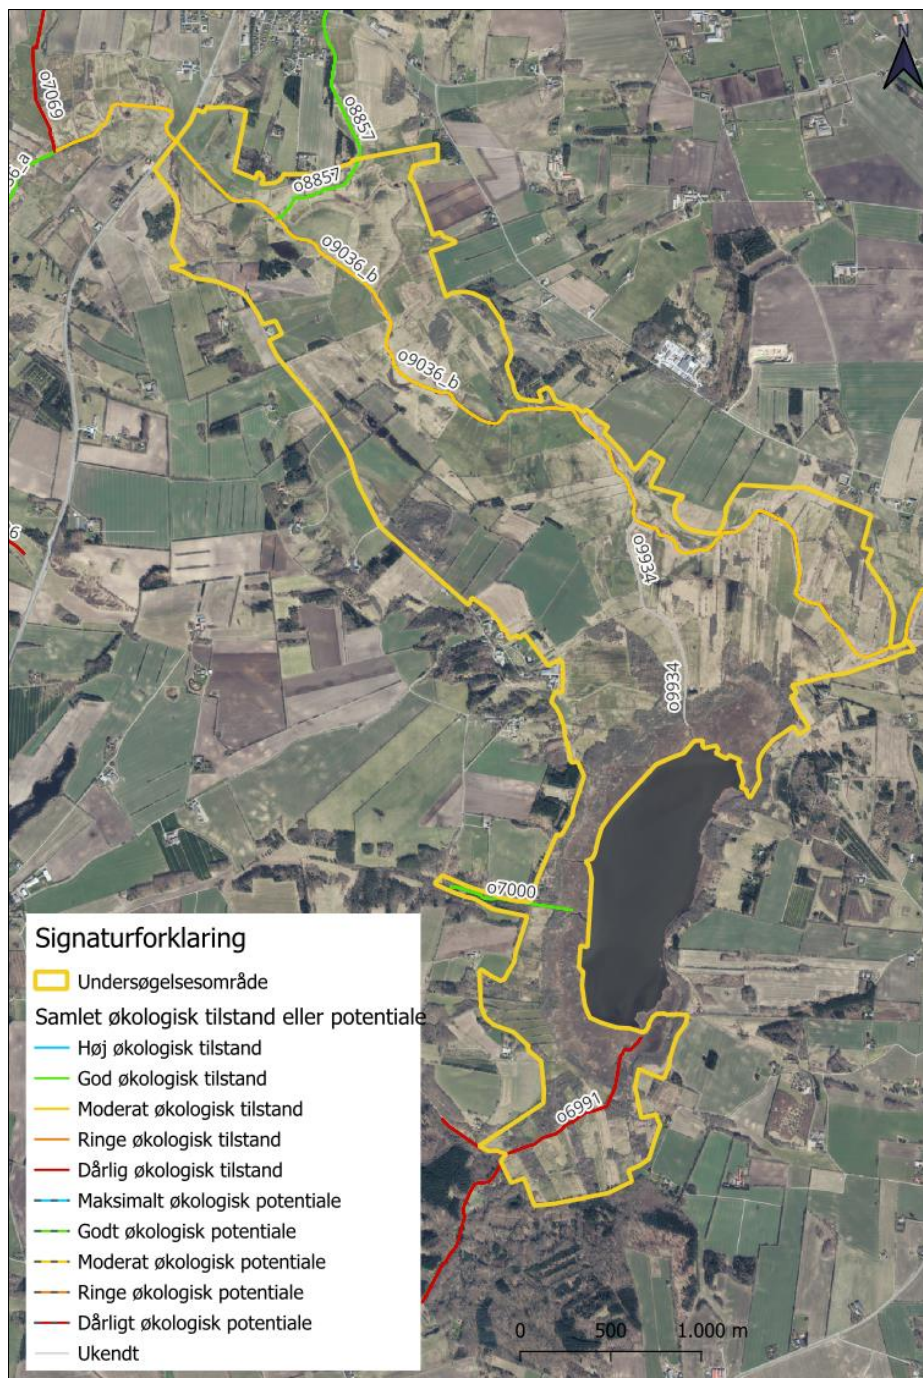 N
o7069
o8857
36_a
o8857
o9036_b
o9036_b
6
o9934
o9934
o7000
o6991
Signaturforklaring
Undersøgelsesområde
Samlet økologisk tilstand eller potentiale
Høj økologisk tilstand
God økologisk tilstand
Moderat økologisk tilstand
Ringe økologisk tilstand
Dårlig økologisk tilstand
Maksimalt økologisk potentiale
Godt økologisk potentiale
Moderat økologisk potentiale
Ringe økologisk potentiale
Dårligt økologisk potentiale
Ukendt
0 500 1.000 m